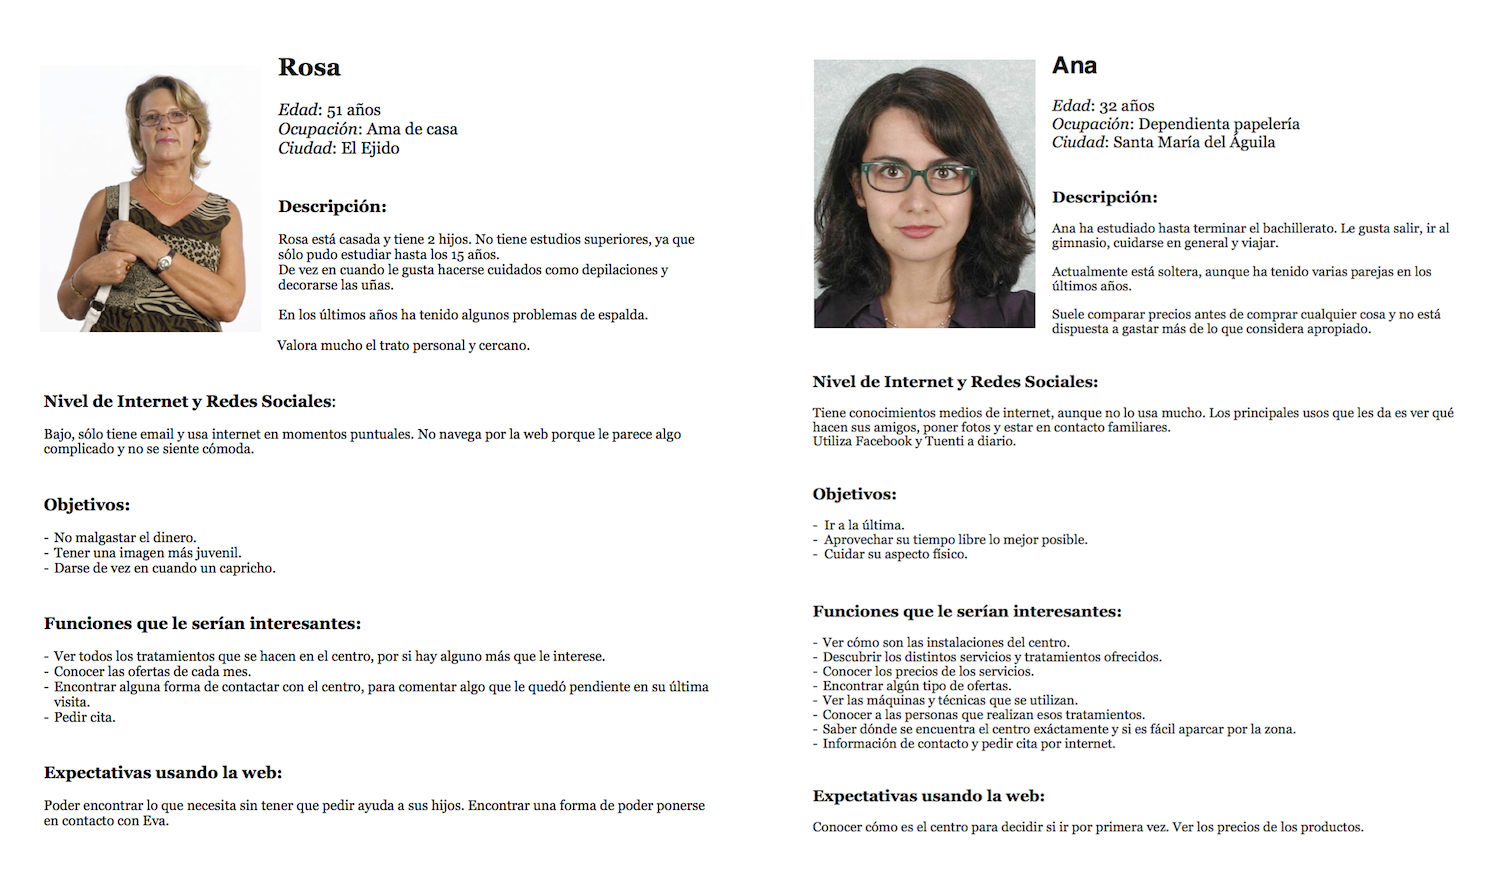 Rosa
Edad: 51 años
Ocupación: Ama de casa
Ciudad: El Ejido
Descripción:
Rosa está casada y tiene 2 hijos. No tiene estudios superiores, ya que
sólo pudo estudiar hasta los 15 años.
De vez en cuando le gusta hacerse cuidados como depilaciones y
decorarse las uñas.
En los últimos años ha tenido algunos problemas de espalda.
Valora mucho el trato personal y cercano.
Nivel de Internet y Redes Sociales:
Bajo, sólo tiene email y usa internet en momentos puntuales. No navega por la web porque le parece algo
complicado y no se siente cómoda.
Objetivos:
- No malgastar el dinero.
- Tener una imagen más juvenil.
- Darse de vez en cuando un capricho.
Funciones que le serían interesantes:
- Ver todos los tratamientos que se hacen en el centro, por si hay alguno más que le interese.
- Conocer las ofertas de cada mes.
- Encontrar alguna forma de contactar con el centro, para comentar algo que le quedó pendiente en su última
visita.
- Pedir cita.
Expectativas usando la web:
Poder encontrar lo que necesita sin tener que pedir ayuda a sus hijos. Encontrar una forma de poder ponerse
en contacto con Eva.
Ana
Edad: 32 años
Ocupación: Dependienta papelería
Ciudad: Santa María del Águila
Descripción:
Ana ha estudiado hasta terminar el bachillerato. Le gusta salir, ir al
gimnasio, cuidarse en general y viajar.
Actualmente está soltera, aunque ha tenido varias parejas en los
últimos años.
Suele comparar precios antes de comprar cualquier cosa y no está
dispuesta a gastar más de lo que considera apropiado.
Nivel de Internet y Redes Sociales:
Tiene conocimientos medios de internet, aunque no lo usa mucho. Los principales usos que les da es ver qué
hacen sus amigos, poner fotos y estar en contacto familiares.
Utiliza Facebook y Tuenti a diario.
Objetivos:
- Ir a la última.
- Aprovechar su tiempo libre lo mejor posible.
- Cuidar su aspecto físico.
Funciones que le serían interesantes:
- Ver cómo son las instalaciones del centro.
- Descubrir los distintos servicios y tratamientos ofrecidos.
- Conocer los precios de los servicios.
- Encontrar algún tipo de ofertas.
- Ver las máquinas y técnicas que se utilizan.
- Conocer a las personas que realizan esos tratamientos.
- Saber dónde se encuentra el centro exáctamente y si es fácil aparcar por la zona.
- Información de contacto y pedir cita por internet.
Expectativas usando la web:
Conocer cómo es el centro para decidir si ir por primera vez. Ver los precios de los productos.